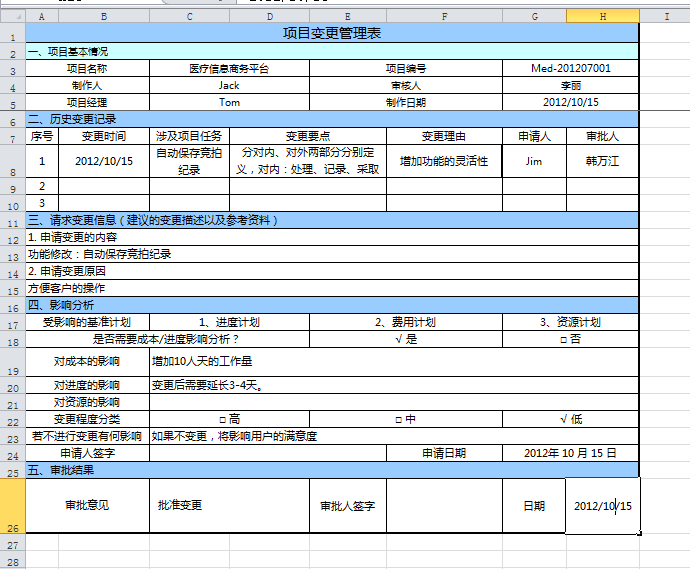 A B C D E F G H I
1 项目变更管理表
2 一、项目基本情况
3 项目名称 医疗信息商务平台 项目编号 Med-201207001
4 制作人 Jack 审核人 李丽
5 项目经理 Tom 制作日期 2012/10/15
6 二、历史变更记录
7 序号 变更时间 涉及项目任务 变更要点 变更理由 申请人 审批人
8 1 2012/10/15 自动保存竞拍纪录 分对内、对外两部分分别定义，对内：处理、记录、采取 增加功能的灵活性 Jim 韩万江
9 2
10 3
11 三、请求变更信息（建议的变更描述以及参考资料）
12 1. 申请变更的内容
13 功能修改：自动保存竞拍纪录
14 2. 申请变更原因
15 方便客户的操作
16 四、影响分析
17 受影响的基准计划 1、进度计划 2、费用计划 3、资源计划
18 是否需要成本/进度影响分析？ √ 是 □ 否
19 对成本的影响 增加10人天的工作量
20 对进度的影响 变更后需要延长3-4天。
21 对资源的影响
22 变更程度分类 □ 高 □ 中 √ 低
23 若不进行变更有何影响 如果不变更，将影响用户的满意度
24 申请人签字 申请日期 2012年 10 月 15 日
25 五、审批结果
26 审批意见 批准变更 审批人签字 日期 2012/10/15
27
28